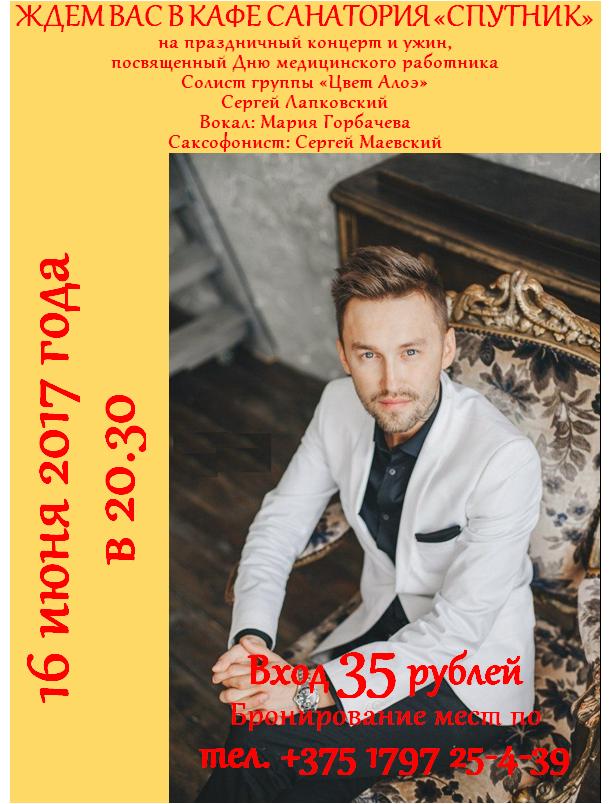 ЖДЕМ ВАС В КАФЕ САНАТОРИЯ «СПУТНИК»
на праздничный концерт и ужин,
посвященный Дню медицинского работника
Солист группы «Цвет Алоэ»
Сергей Лапковский
Вокал: Мария Горбачева
Саксофонист: Сергей Маевский
16 июня 2017 года
в 20.30
Вход 35 рублей
Бронирование мест по
тел. +375 1797 25-4-39